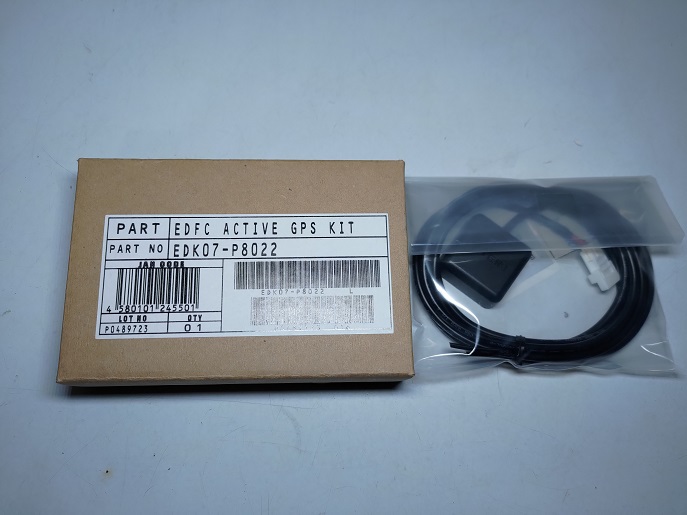 PART EDFC ACTIVE GPS KIT
PART NO EDK07-P8022
JAN CODE
4 580101 245501
EDK07-P8022 L
LOT NO QTY
P0489723 01